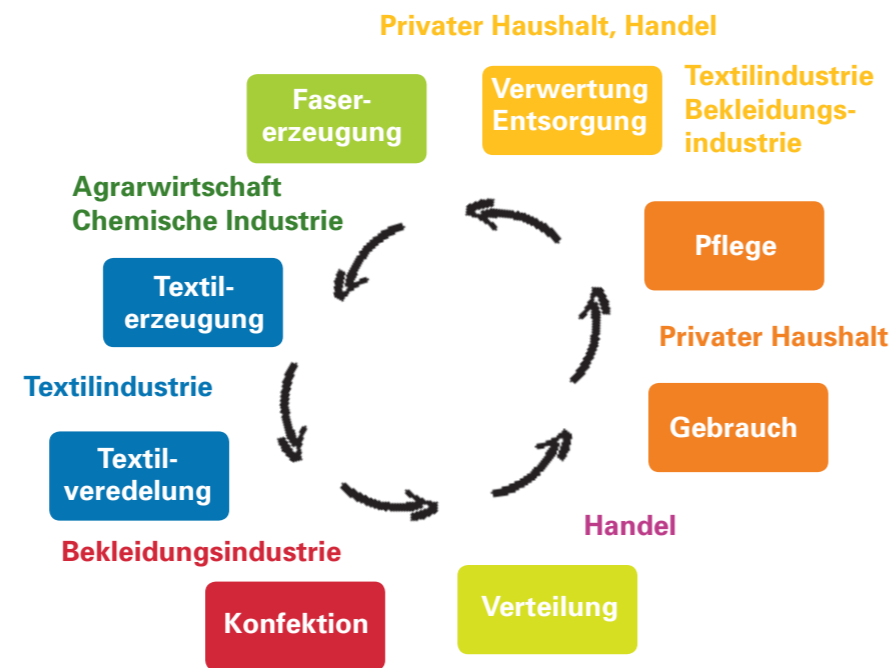 Privater Haushalt, Handel
Faser-
erzeugung
Verwertung
Entsorgung
Textilindustrie
Bekleidungs-
industrie
Agrarwirtschaft
Chemische Industrie
Pflege
Textil-
erzeugung
Privater Haushalt
Textilindustrie
Gebrauch
Textil-
veredelung
Handel
Bekleidungsindustrie
Konfektion
Verteilung